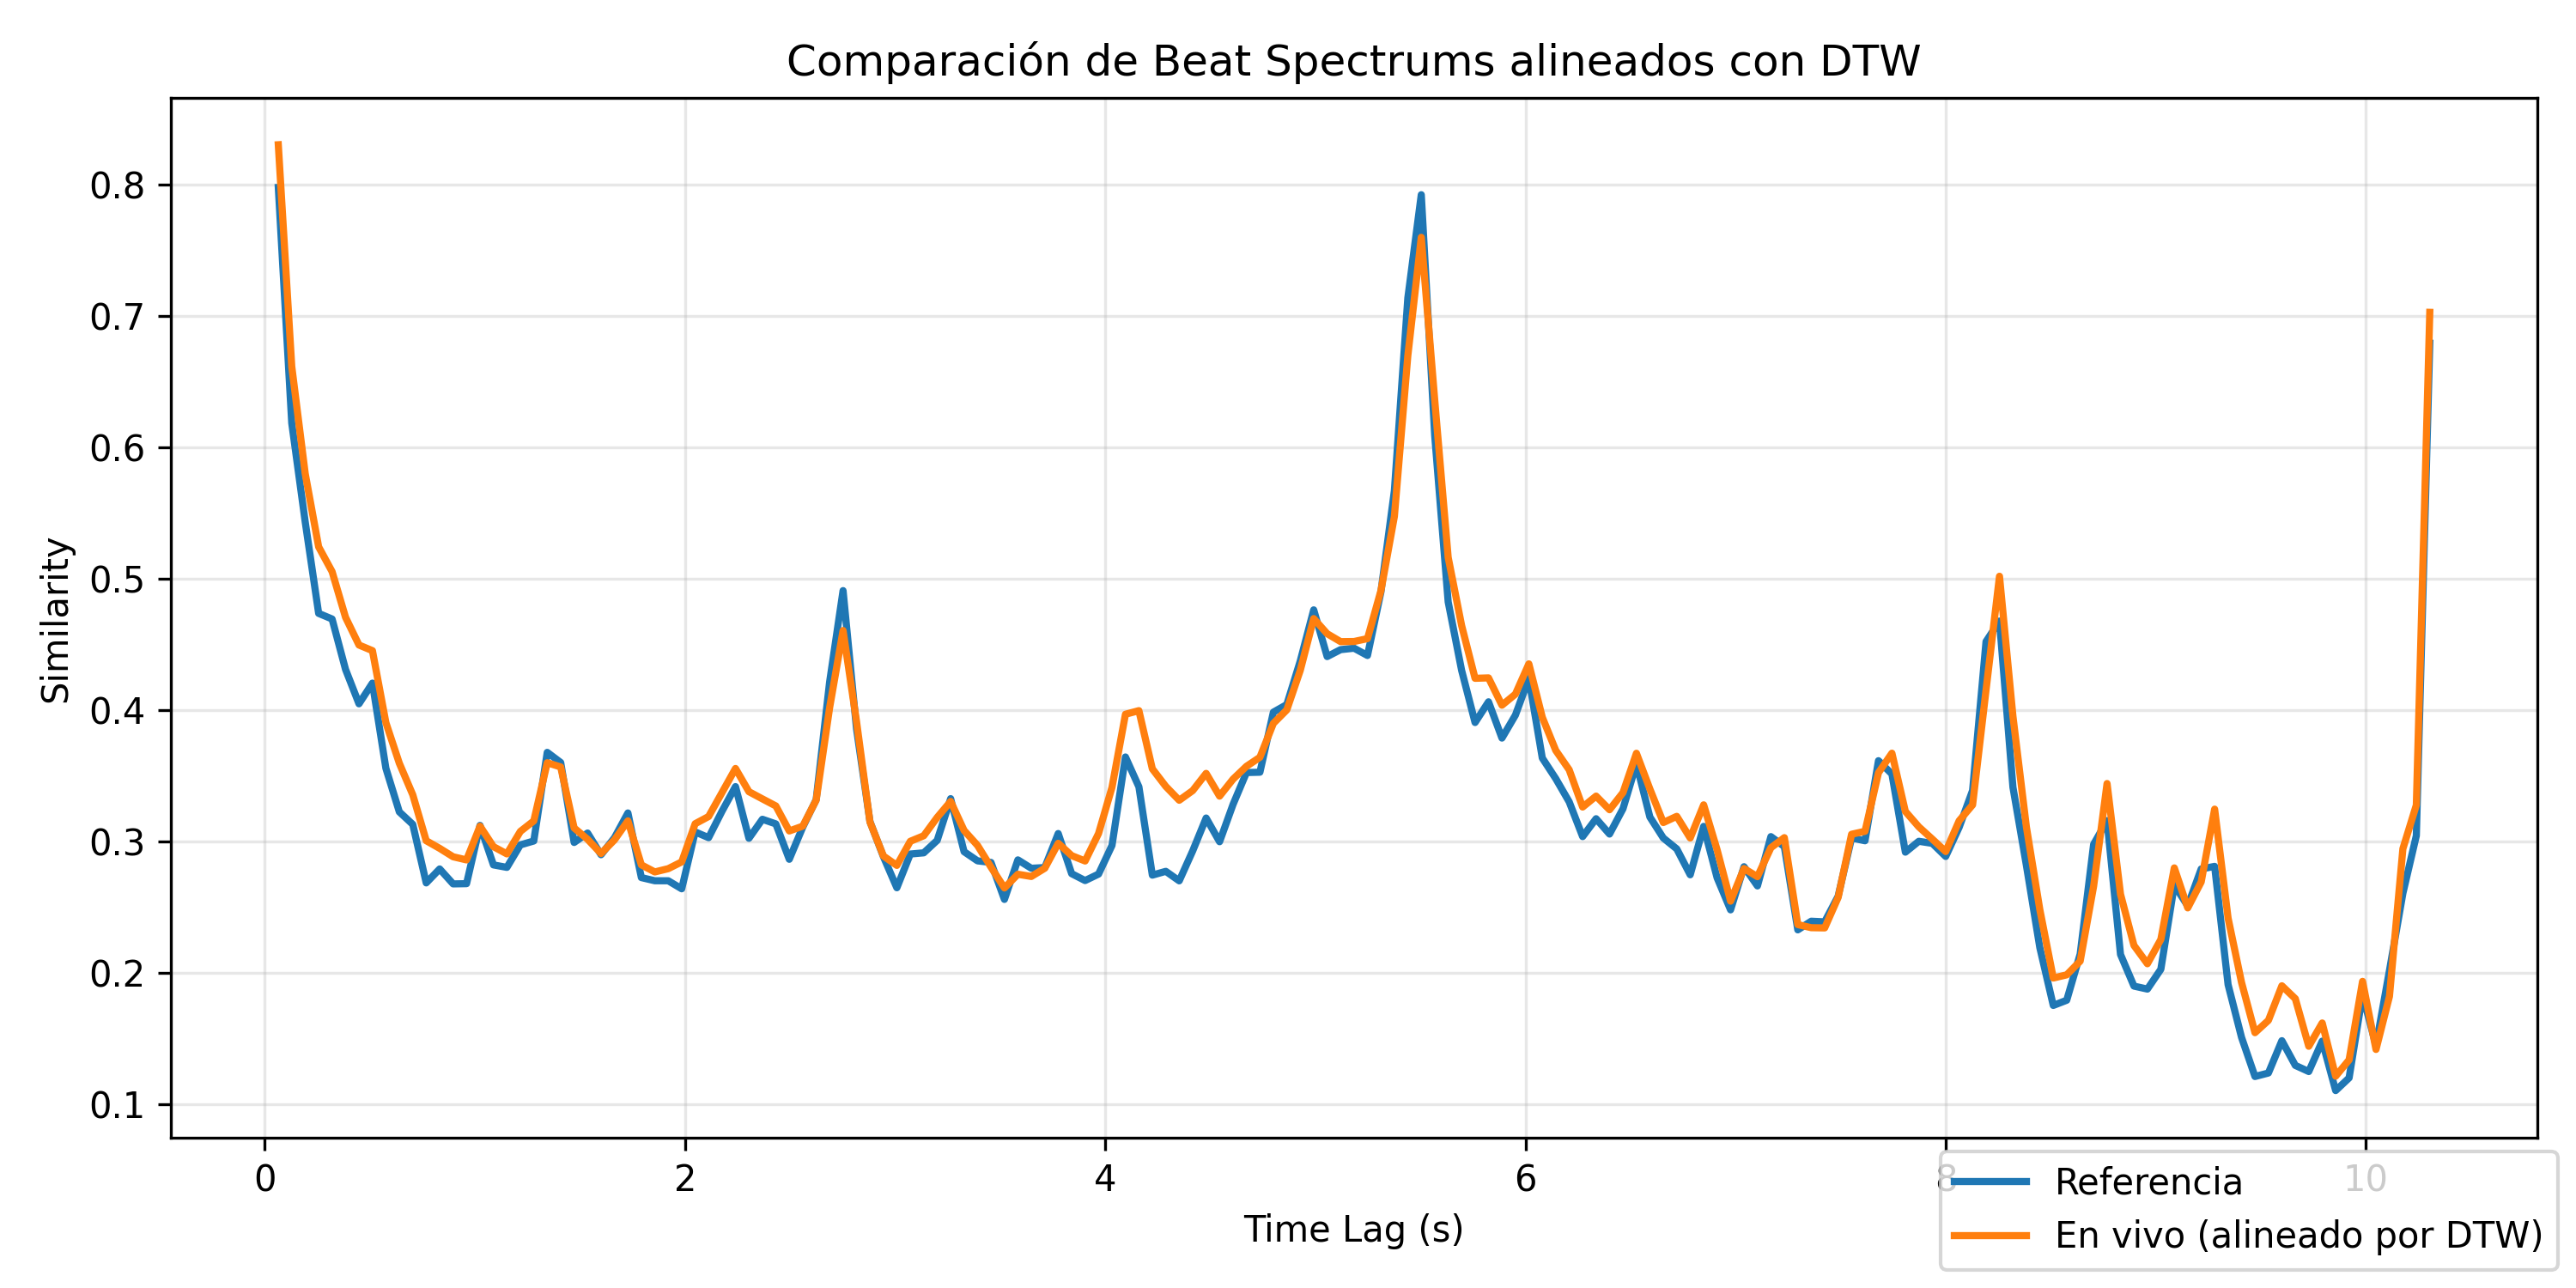 Comparación de Beat Spectrums alineados con DTW
0.8
0.7
0.6
0.5
0.4
0.3
0.2
0.1
Similarity
0 2 4 6 8 10
Time Lag (s)
Referencia
En vivo (alineado por DTW)